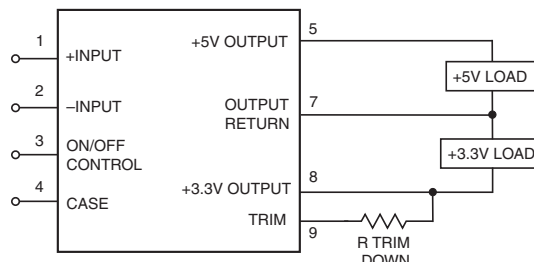 1
+INPUT
2
–INPUT
3
ON/OFF
CONTROL
4
CASE
+5V OUTPUT
5
OUTPUT
RETURN
7
+3.3V OUTPUT
8
TRIM
9
+5V LOAD
+3.3V LOAD
R TRIM
DOWN